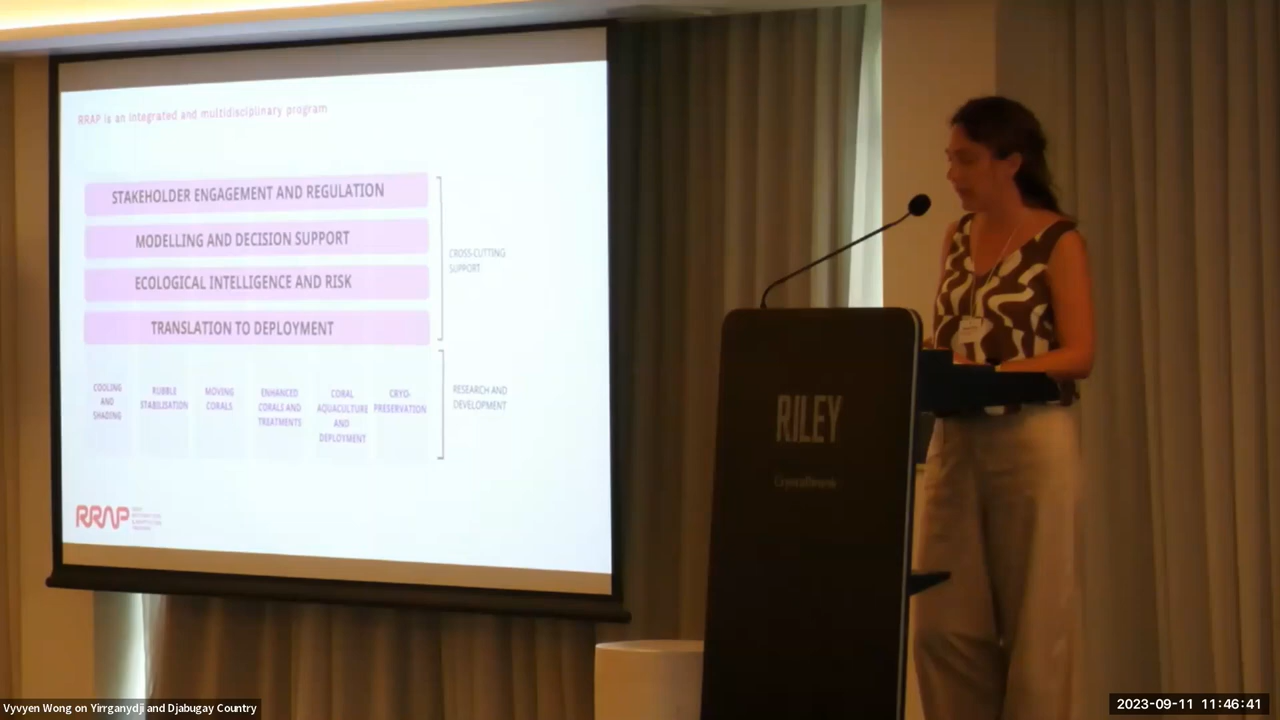 RRAP is an integrated and multidisciplinary program
STAKEHOLDER ENGAGEMENT AND REGULATION
MODELLING AND DECISION SUPPORT
ECOLOGICAL INTELLIGENCE AND RISK
TRANSLATION TO DEPLOYMENT
CROSS-CUTTING
SUPPORT
COOLING
AND
SHADING
RUBBLE
STABILISATION
MOVING
CORALS
ENHANCED
CORALS AND
TREATMENTS
CORAL
AQUACULTURE
AND
DEPLOYMENT
CRYO-
PRESERVATION
RESEARCH AND
DEVELOPMENT
RRAP
RILEY
Vyvyen Wong on Yirrganydji and Djabugay Country
2023-09-11 11:46:41